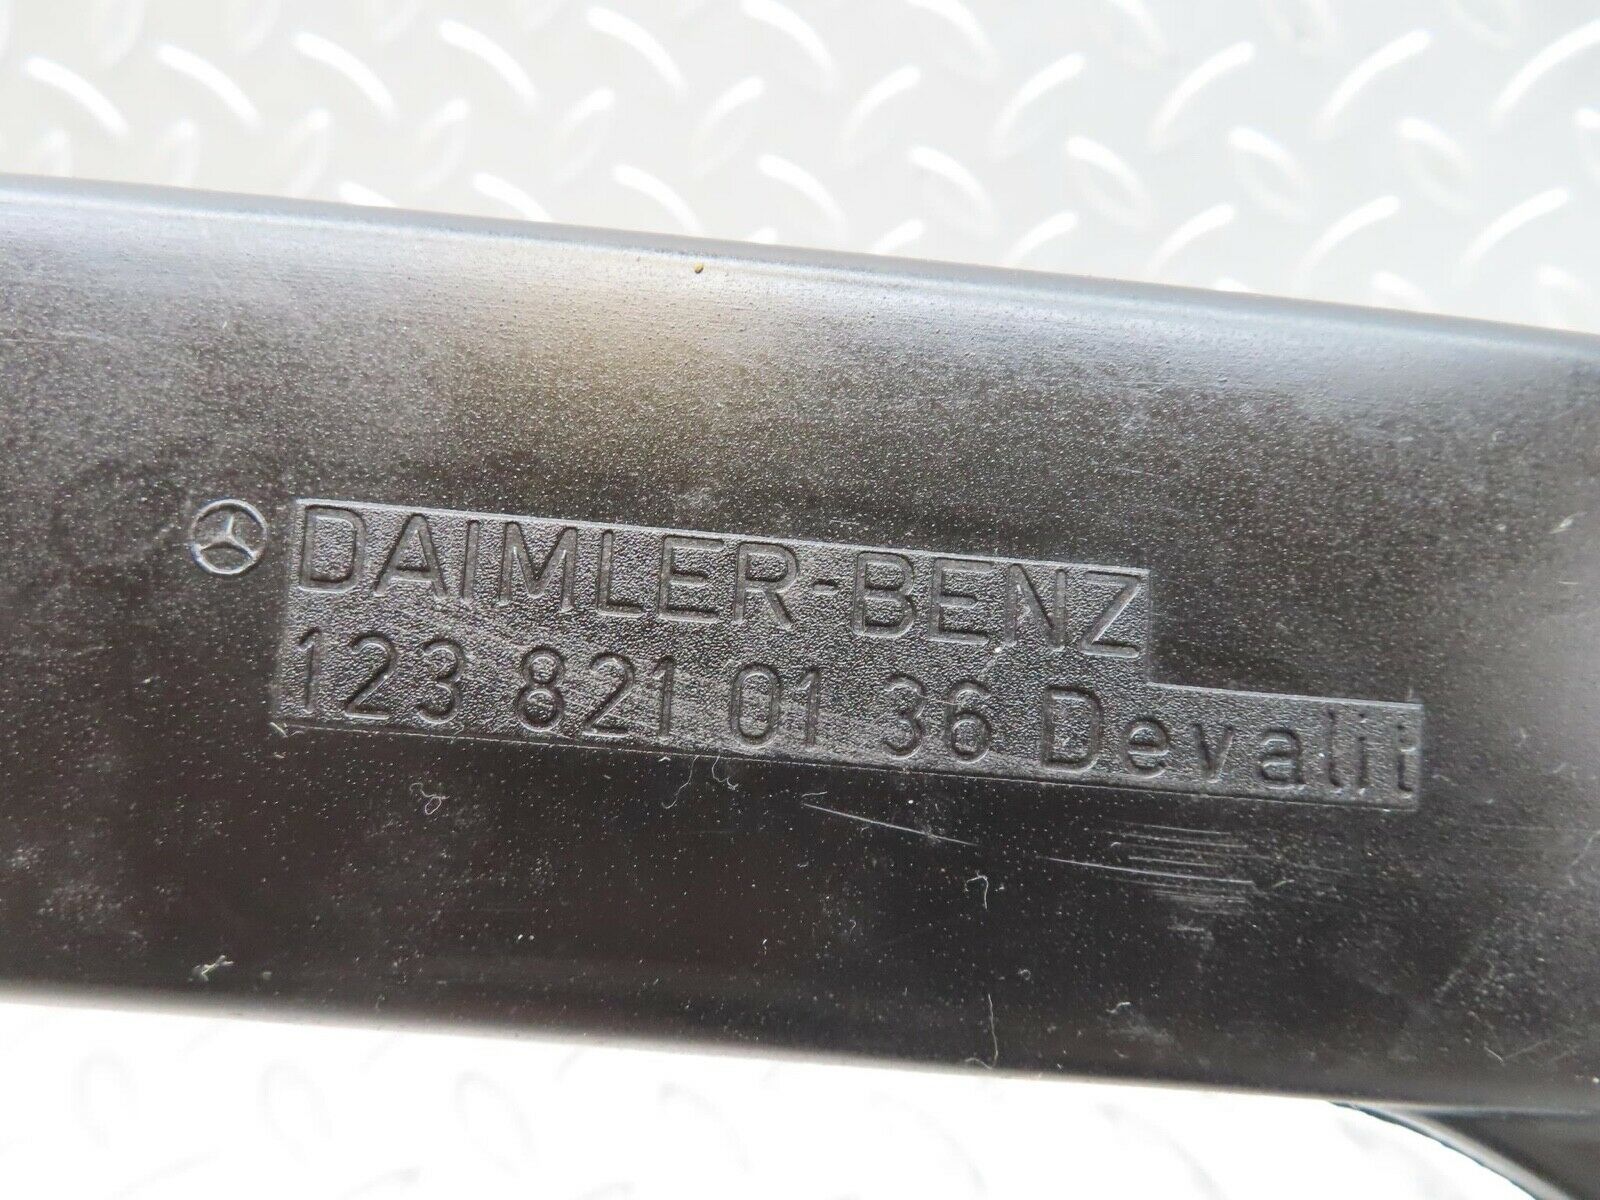 DAIMLER-BENZ
123 821 01 36 Devalit